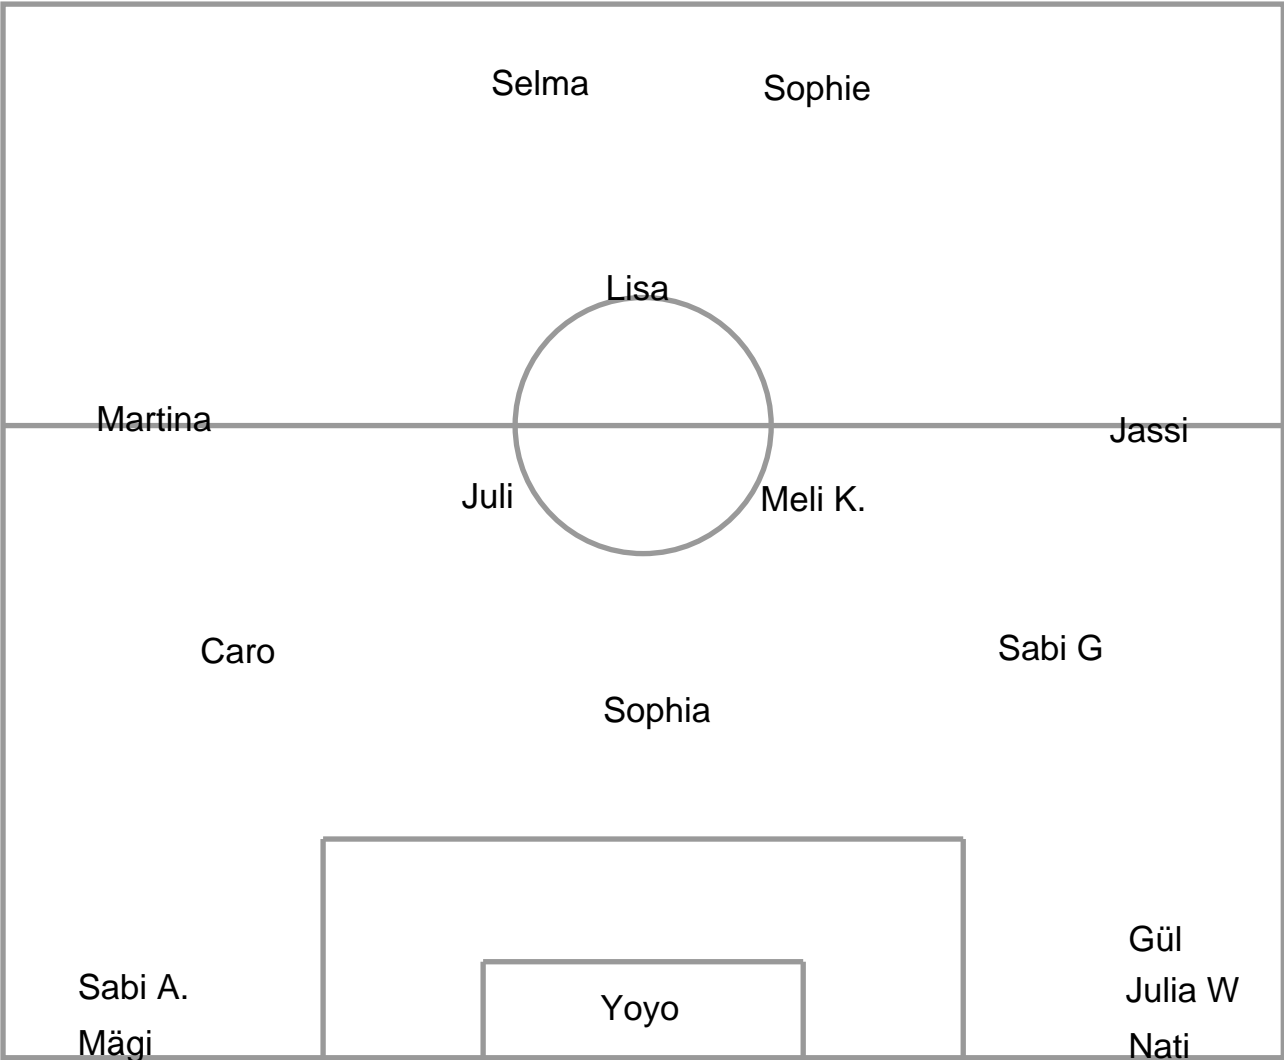 Selma
Sophie
Lisa
Martina
Jassi
Juli
Meli K.
Caro
Sabi G
Sophia
Gül
Sabi A.
Julia W
Yoyo
Mägi
Nati